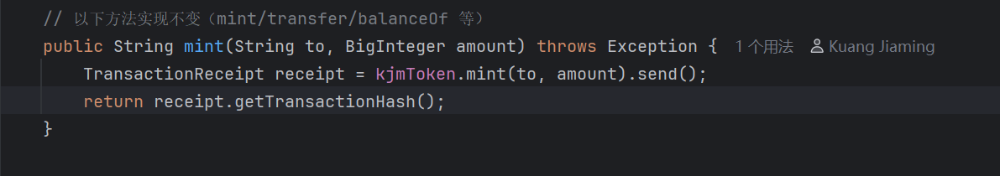 // 以下方法实现不变（mint/transfer/balanceOf 等）
public String mint(String to, BigInteger amount) throws Exception { 1 个用法 Kuang Jiaming
TransactionReceipt receipt = kjmToken.mint(to, amount).send();
return receipt.getTransactionHash();
}